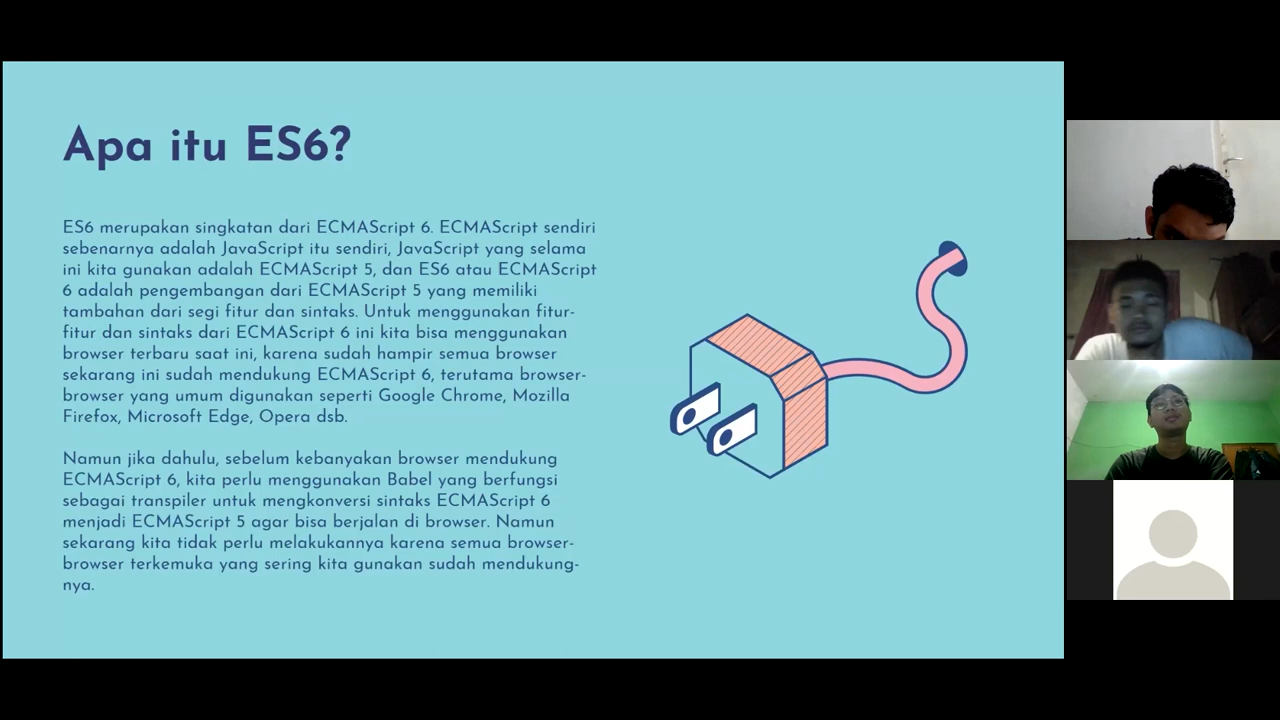 Apa itu ES6?
ES6 merupakan singkatan dari ECMAScript 6. ECMAScript sendiri
sebenarnya adalah JavaScript itu sendiri, JavaScript yang selama
ini kita gunakan adalah ECMAScript 5, dan ES6 atau ECMAScript
6 adalah pengembangan dari ECMAScript 5 yang memiliki
tambahan dari segi fitur dan sintaks. Untuk menggunakan fitur-
fitur dan sintaks dari ECMAScript 6 ini kita bisa menggunakan
browser terbaru saat ini, karena sudah hampir semua browser
sekarang ini sudah mendukung ECMAScript 6, terutama browser-
browser yang umum digunakan seperti Google Chrome, Mozilla
Firefox, Microsoft Edge, Opera dsb.
Namun jika dahulu, sebelum kebanyakan browser mendukung
ECMAScript 6, kita perlu menggunakan Babel yang berfungsi
sebagai transpiler untuk mengkonversi sintaks ECMAScript 6
menjadi ECMAScript 5 agar bisa berjalan di browser. Namun
sekarang kita tidak perlu melakukannya karena semua browser-
browser terkemuka yang sering kita gunakan sudah mendukung-
nya.